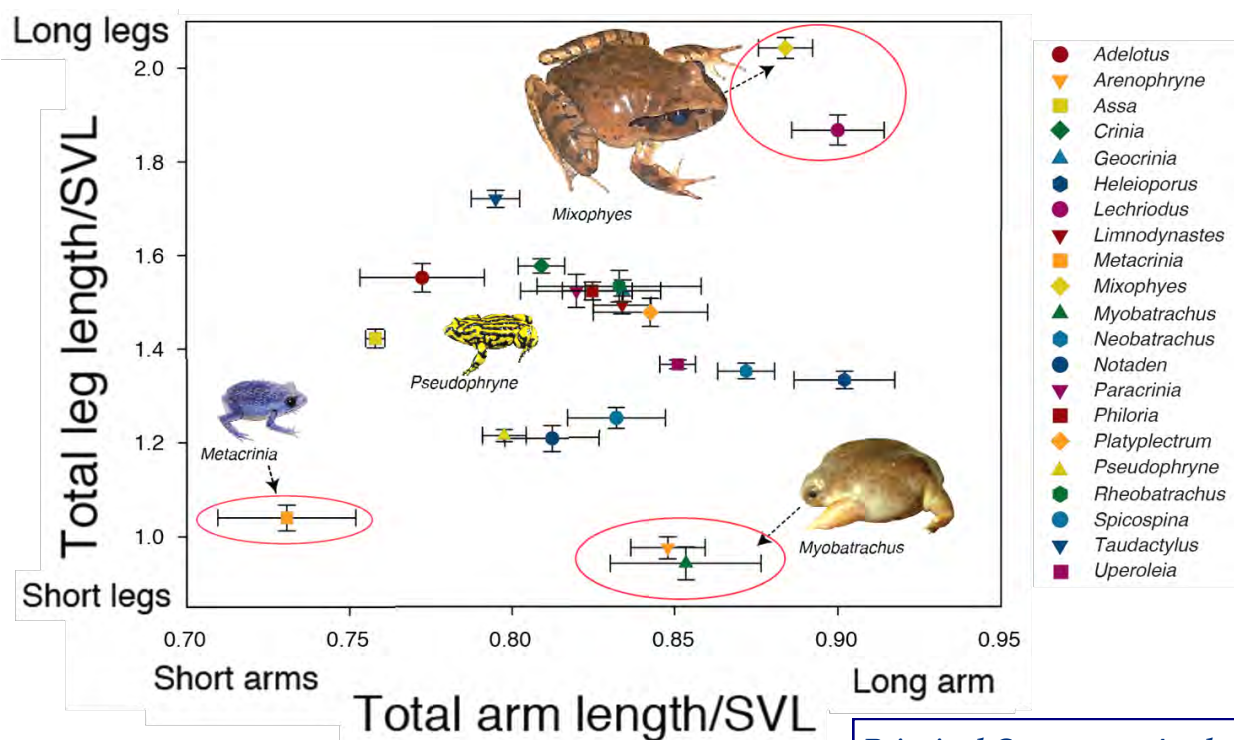 Long legs
Total leg length/SVL
2.0
1.8
1.6
1.4
1.2
1.0
Short legs
Mixophyes
Pseudophryne
Metacrinia
Myobatrachus
0.70
0.75
0.80
0.85
0.90
0.95
Short arms
Long arm
Total arm length/SVL
Adelotus
Arenophryne
Assa
Crinia
Geocrinia
Heleioporus
Lechriodus
Limnodynastes
Metacrinia
Mixophyes
Myobatrachus
Neobatrachus
Notaden
Paracrinia
Philoria
Platyplectrum
Pseudophryne
Rheobatrachus
Spicospina
Taudactylus
Uperoleia